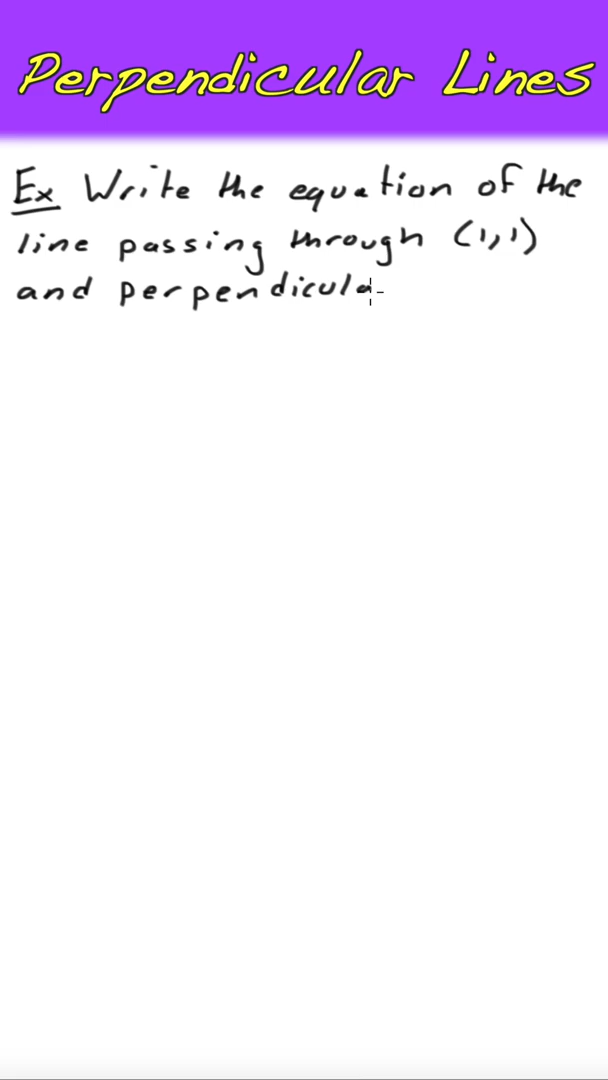 Perpendicular Lines
Ex Write the equation of the
line passing through (1,1)
and perpendicula